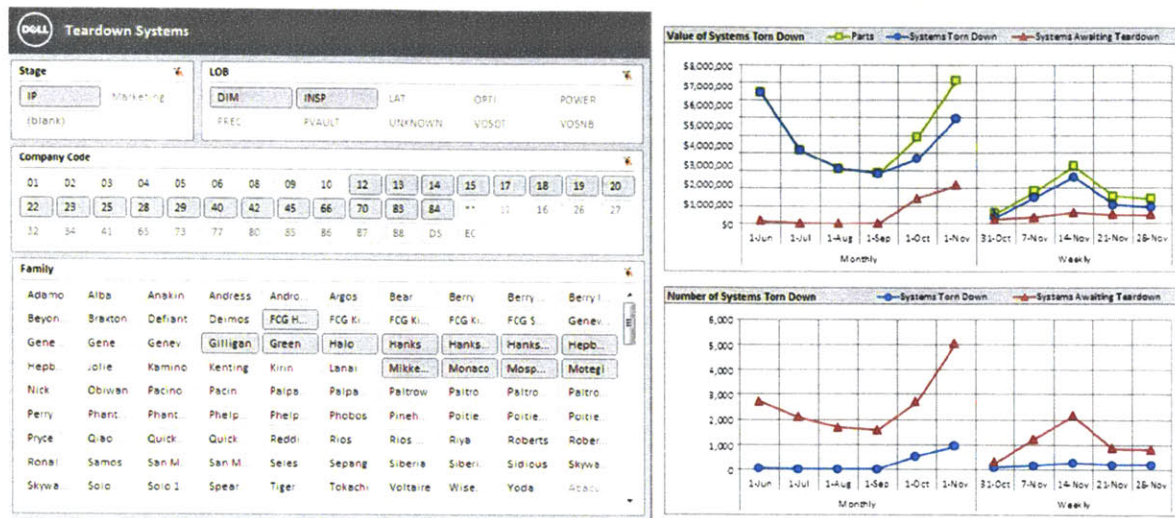 DELL Teardown Systems
Stage
IP Marketing
(blank)
LOB
DIM INSP LAT OPTI POWER
PREC PVAULT UNKNOWN VOSDT VOSNB
Company Code
01 02 03 04 05 06 08 09 10 12 13 14 15 17 18 19 20
22 23 25 28 29 40 42 45 66 70 83 84 ** 11 16 26 27
32 34 41 65 73 77 80 85 86 87 88 DS EC
Family
Adamo Alba Anakin Andress Andro... Argos Bear Berry Berry ... Berry I...
Beyon... Braxton Defiant Deimos FCG H... FCG Ki... FCG Ki... FCG Ki... FCG S... Genev...
Gene... Gene Genev Gilligan Green Halo Hanks Hanks... Hanks... Hepb...
Hepb... Jolie Kamino Kenting Kirin Lanai Mikke... Monaco Mosp... Motegi
Nick Obiwan Pacino Pacin... Palpa... Palpa... Paltrow Paltro... Paltro... Paltro...
Perry Phant... Phant... Phelp... Phelp... Phobos Pineh... Poitie... Poitie... Poitie...
Pryce Qiao Quick... Quick... Reddi... Rios Rios ... Riya Roberts Rober...
Ronal... Samos San M... San M... Seles Sepang Siberia Siberi... Sidious Skywa...
Skywa... Solo Solo 1 Spear Tiger Tokachi Voltaire Wise... Yoda Abacu...
Value of Systems Torn Down Parts Systems Torn Down Systems Awaiting Teardown
$8,000,000
$7,000,000
$6,000,000
$5,000,000
$4,000,000
$3,000,000
$2,000,000
$1,000,000
$0
1-Jun 1-Jul 1-Aug 1-Sep 1-Oct 1-Nov 31-Oct 7-Nov 14-Nov 21-Nov 28-Nov
Monthly Weekly
Number of Systems Torn Down Systems Torn Down Systems Awaiting Teardown
6,000
5,000
4,000
3,000
2,000
1,000
0
1-Jun 1-Jul 1-Aug 1-Sep 1-Oct 1-Nov 31-Oct 7-Nov 14-Nov 21-Nov 28-Nov
Monthly Weekly